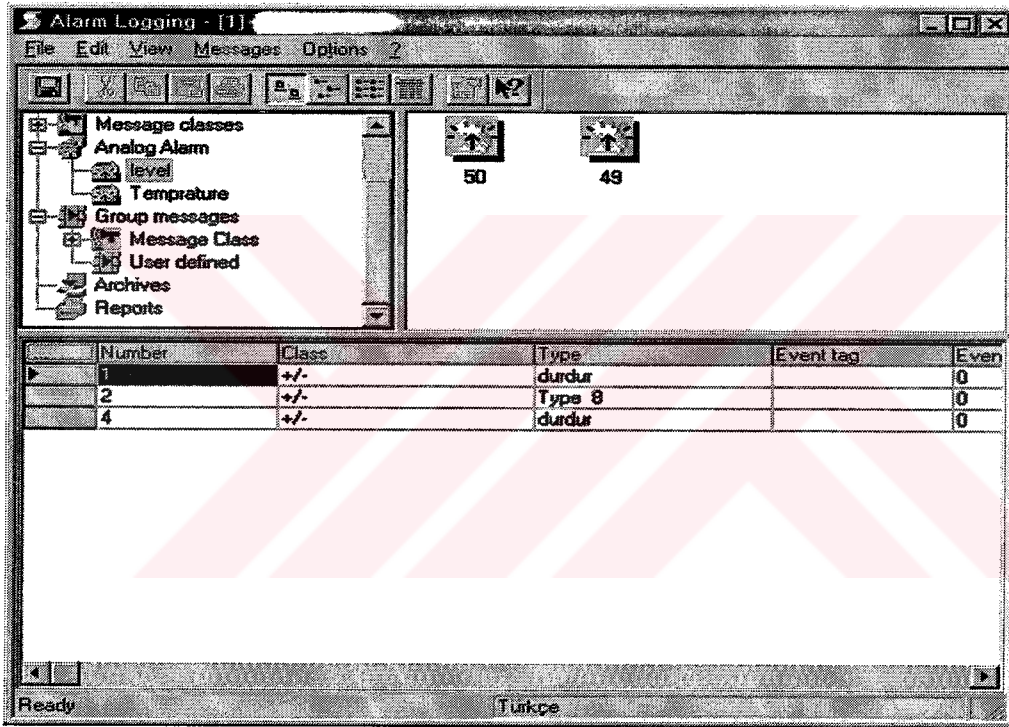 Alarm Logging - [1]
File Edit View Messages Options ?
Message classes
Analog Alarm
level
Temprature
Group messages
Message Class
User defined
Archives
Reports
50 49
Number Class Type Event tag Even
1 +/- durdur 0
2 +/- Type 8 0
4 +/- durdur 0
Ready Türkçe